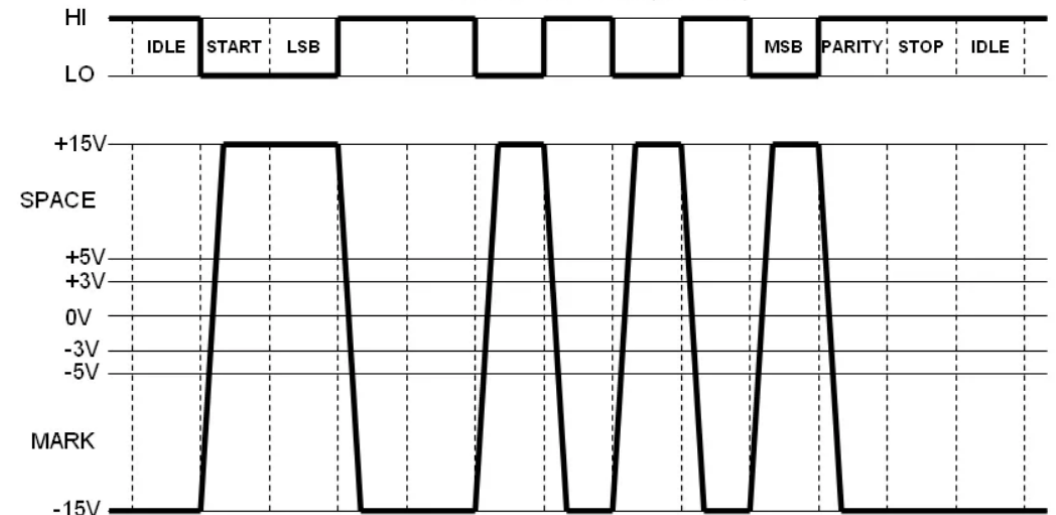 HI
IDLE START LSB MSB PARITY STOP IDLE
LO
+15V
SPACE
+5V
+3V
0V
-3V
-5V
MARK
-15V